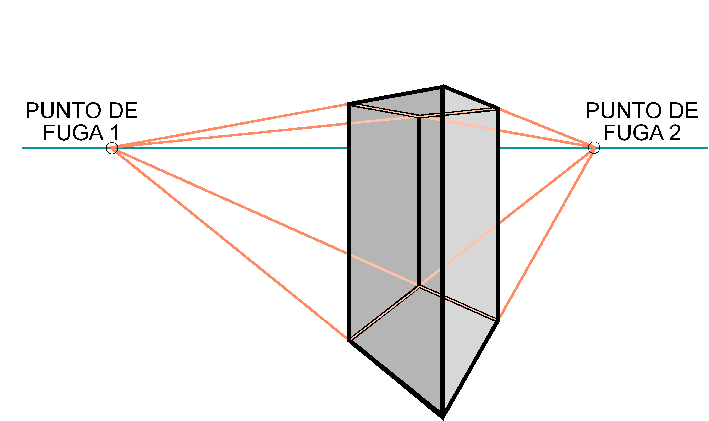 PUNTO DE
FUGA 1
PUNTO DE
FUGA 2